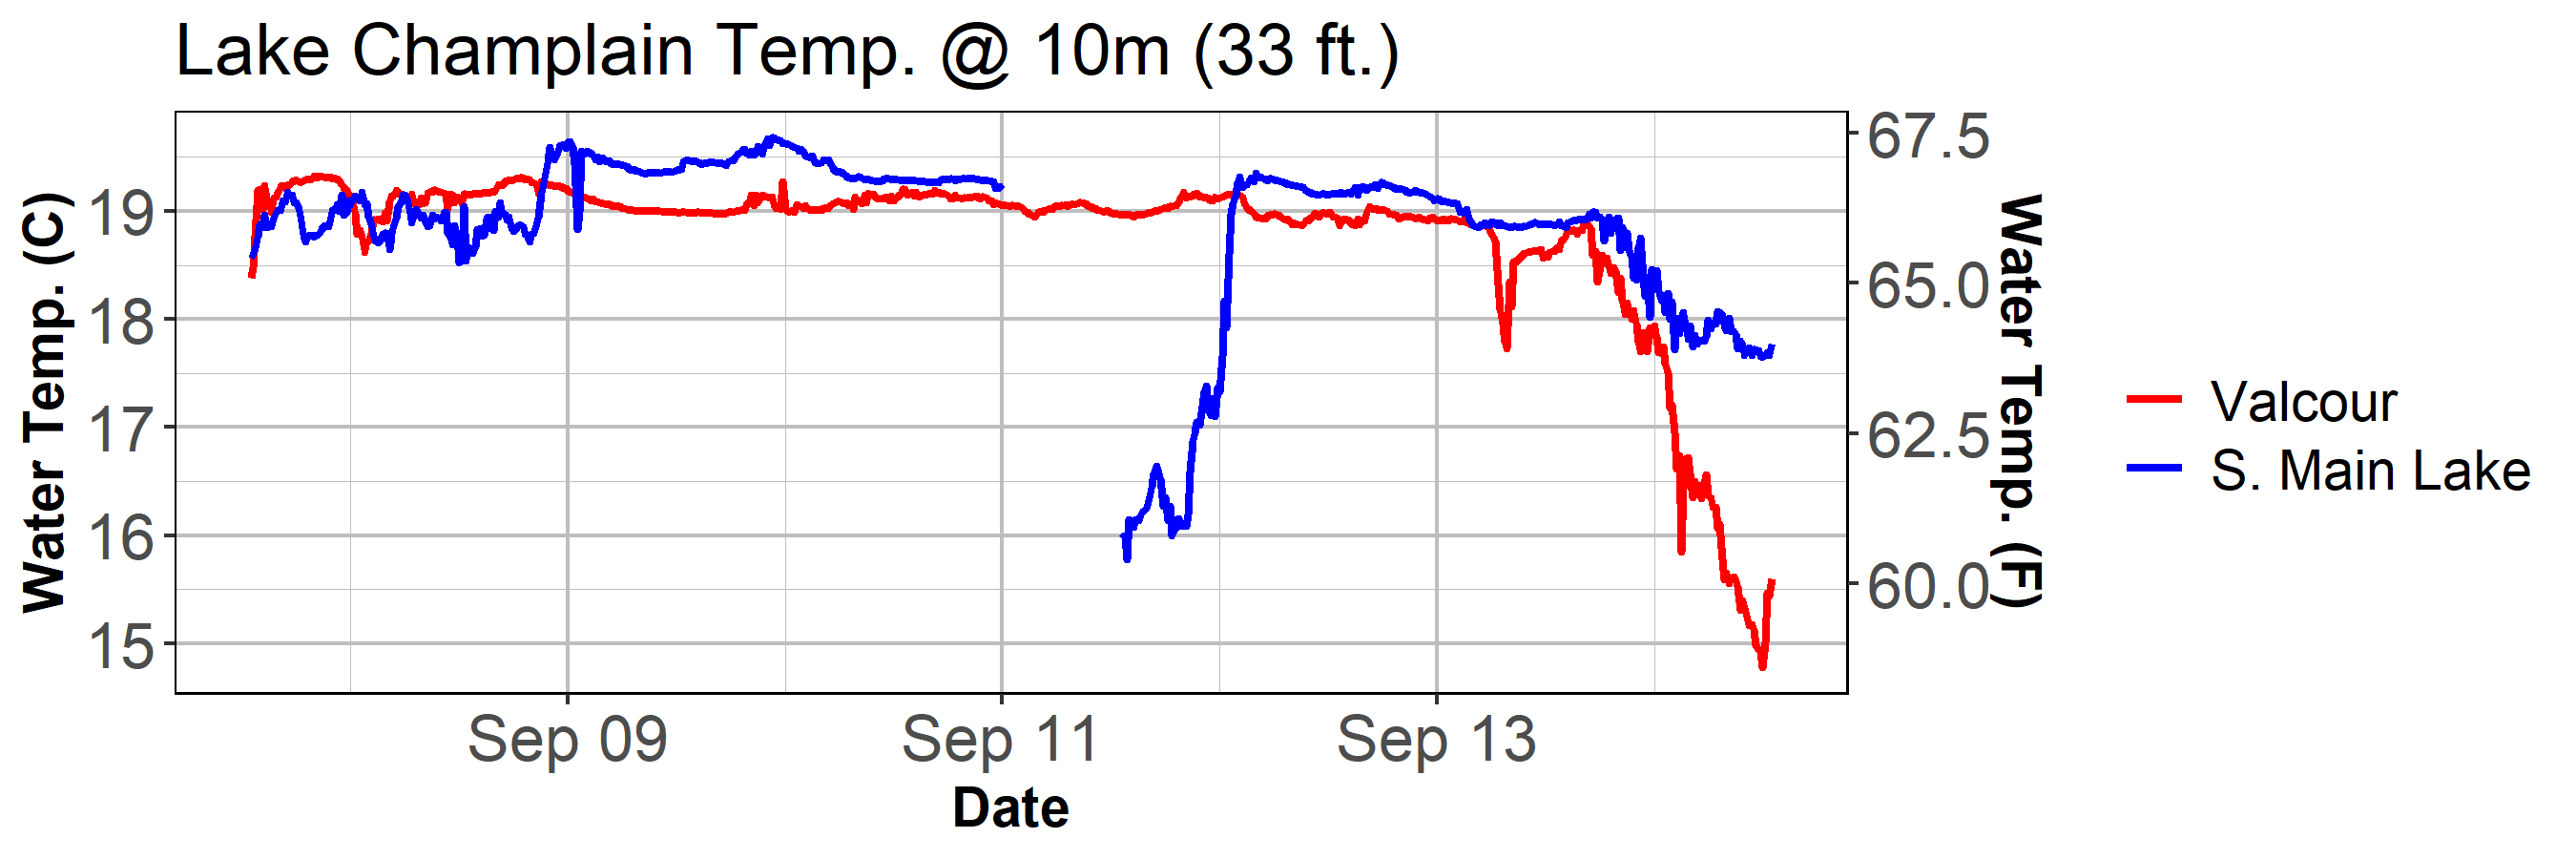 Lake Champlain Temp. @ 10m (33 ft.)
Water Temp. (C)
19
18
17
16
15
67.5
65.0
62.5
60.0
Water Temp. (F)
Sep 09
Sep 11
Sep 13
Date
Valcour
S. Main Lake